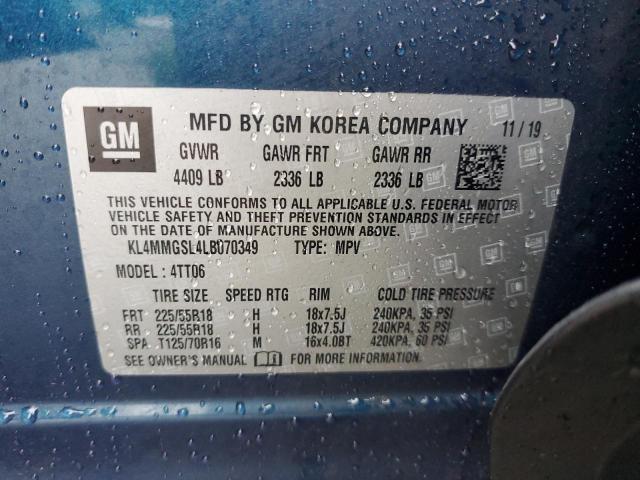 GM MFD BY GM KOREA COMPANY 11 / 19
GVWR GAWR FRT GAWR RR
4409 LB 2336 LB 2336 LB
THIS VEHICLE CONFORMS TO ALL APPLICABLE U.S. FEDERAL MOTOR
VEHICLE SAFETY AND THEFT PREVENTION STANDARDS IN EFFECT
ON THE DATE OF MANUFACTURE SHOWN ABOVE.
KL4MMGSL4LB070349 TYPE: MPV
MODEL : 4TT06
TIRE SIZE SPEED RTG RIM COLD TIRE PRESSURE
FRT 225/55R18 H 18x7.5J 240KPA, 35 PSI
RR 225/55R18 H 18x7.5J 240KPA, 35 PSI
SPA T125/70R16 M 16x4.0BT 420KPA, 60 PSI
SEE OWNER'S MANUAL FOR MORE INFORMATION.